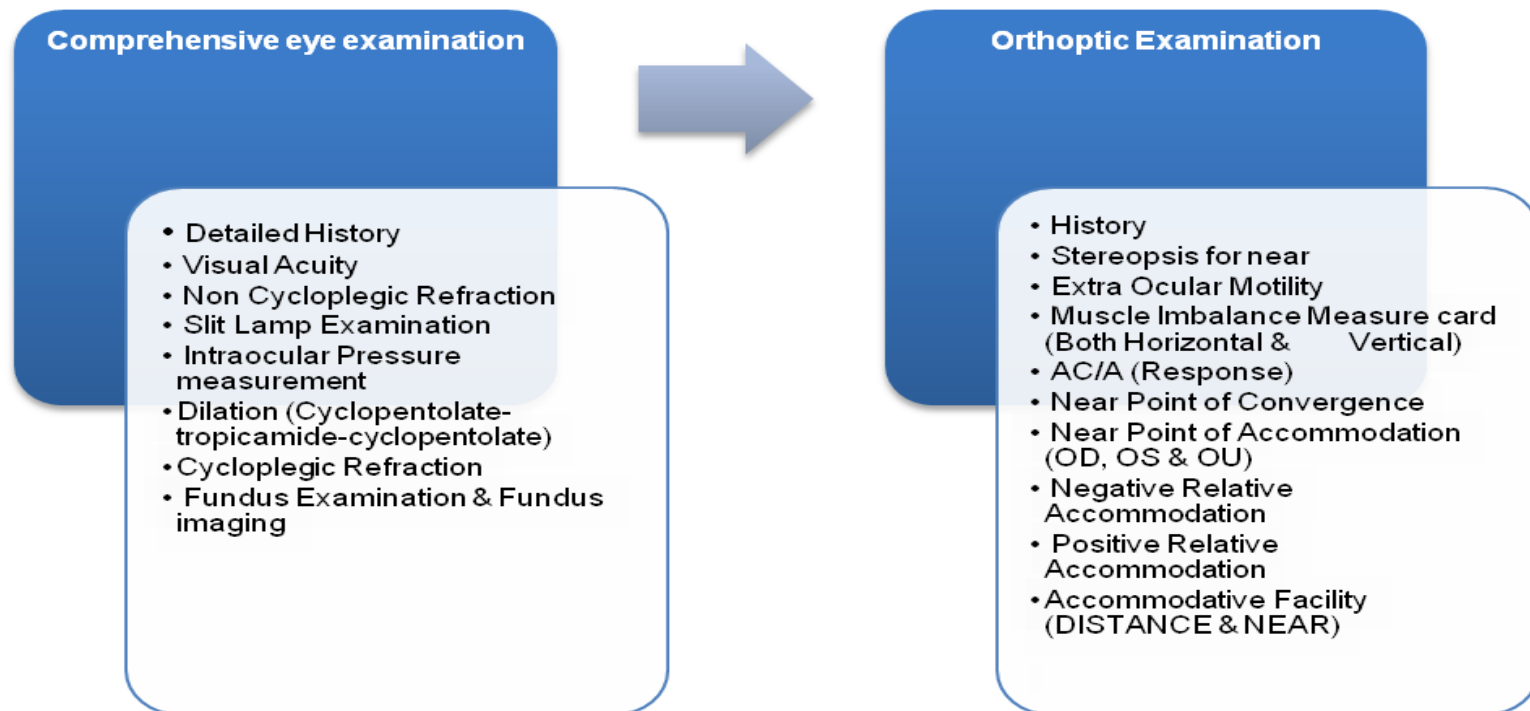 Comprehensive eye examination
• Detailed History
• Visual Acuity
• Non Cycloplegic Refraction
• Slit Lamp Examination
• Intraocular Pressure
measurement
• Dilation (Cyclopentolate-
tropicamide-cyclopentolate)
• Cycloplegic Refraction
• Fundus Examination & Fundus
imaging
Orthoptic Examination
• History
• Stereopsis for near
• Extra Ocular Motility
• Muscle Imbalance Measure card
(Both Horizontal & Vertical)
• AC/A (Response)
• Near Point of Convergence
• Near Point of Accommodation
(OD, OS & OU)
• Negative Relative
Accommodation
• Positive Relative
Accommodation
• Accommodative Facility
(DISTANCE & NEAR)